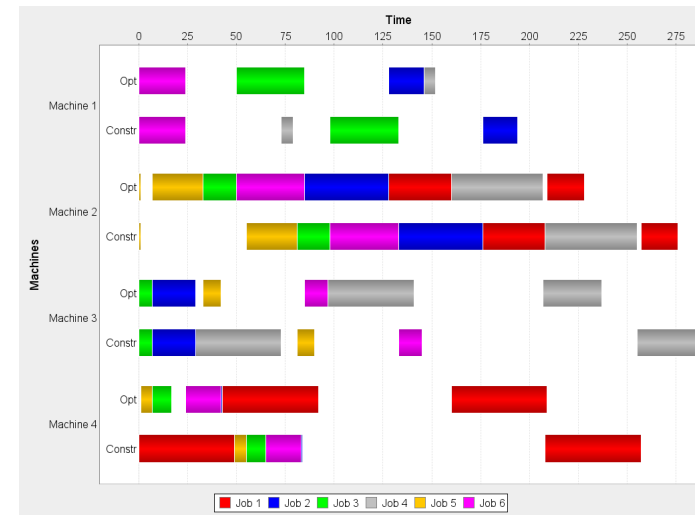 Time
0 25 50 75 100 125 150 175 200 225 250 275
Opt
Machine 1
Constr
Opt
Machine 2
Constr
Machines
Opt
Machine 3
Constr
Opt
Machine 4
Constr
Job 1 Job 2 Job 3 Job 4 Job 5 Job 6